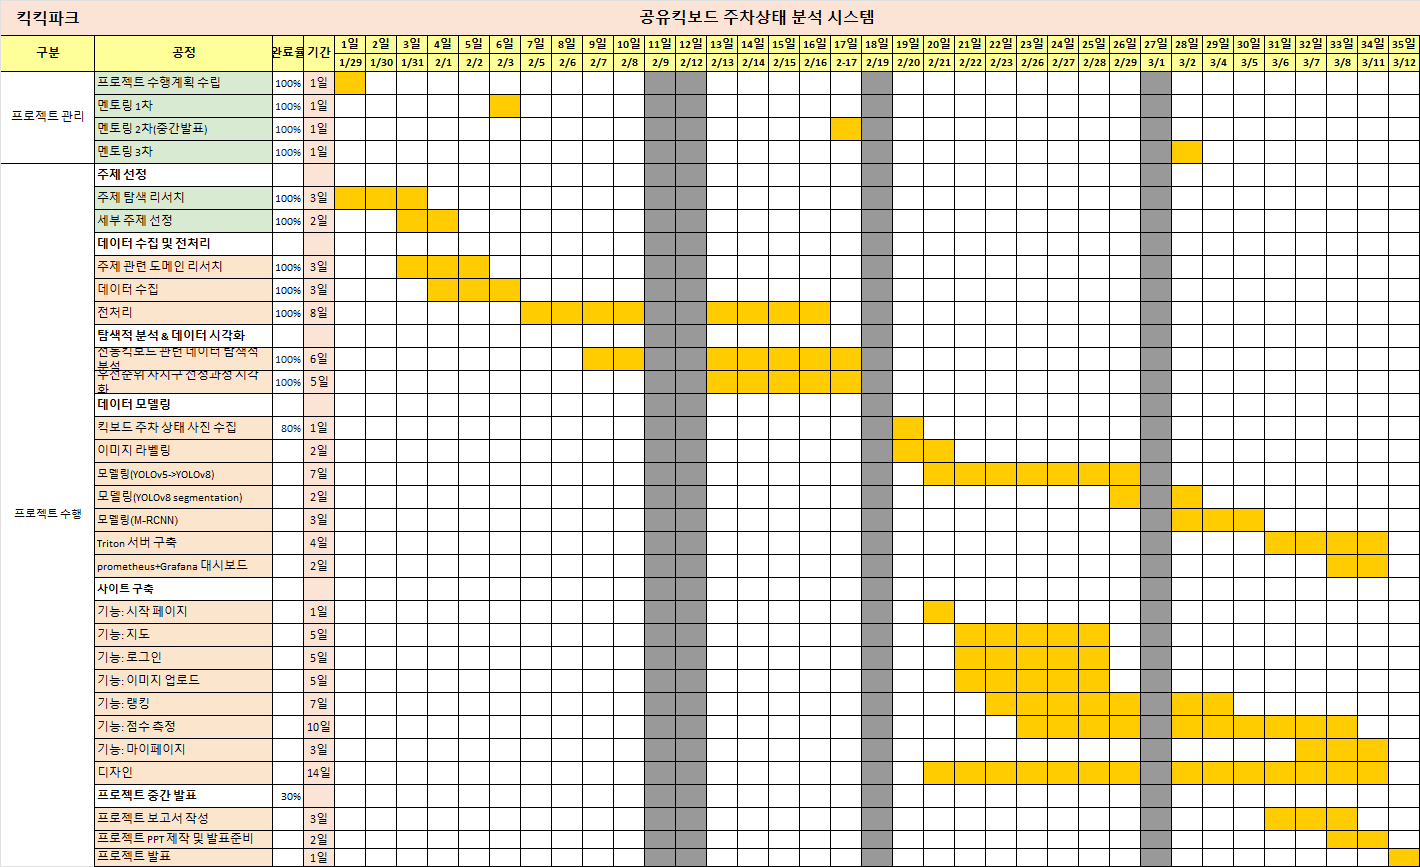 킥킥파크 공유킥보드 주차상태 분석 시스템
구분 공정 완료율 기간 1일 2일 3일 4일 5일 6일 7일 8일 9일 10일 11일 12일 13일 14일 15일 16일 17일 18일 19일 20일 21일 22일 23일 24일 25일 26일 27일 28일 29일 30일 31일 32일 33일 34일 35일
1/29 1/30 1/31 2/1 2/2 2/3 2/5 2/6 2/7 2/8 2/9 2/12 2/13 2/14 2/15 2/16 2-17 2/19 2/20 2/21 2/22 2/23 2/26 2/27 2/28 2/29 3/1 3/2 3/4 3/5 3/6 3/7 3/8 3/11 3/12
프로젝트 관리
프로젝트 수행계획 수립 100% 1일
멘토링 1차 100% 1일
멘토링 2차(중간발표) 100% 1일
멘토링 3차 100% 1일
프로젝트 수행
주제 선정
주제 탐색 리서치 100% 3일
세부 주제 선정 100% 2일
데이터 수집 및 전처리
주제 관련 도메인 리서치 100% 3일
데이터 수집 100% 3일
전처리 100% 8일
탐색적 분석 & 데이터 시각화
전동킥보드 관련 데이터 탐색적
분석 100% 6일
우선순위 자치구 선정과정 시각
화 100% 5일
데이터 모델링
킥보드 주차 상태 사진 수집 80% 1일
이미지 라벨링 2일
모델링(YOLOv5->YOLOv8) 7일
모델링(YOLOv8 segmentation) 2일
모델링(M-RCNN) 3일
Triton 서버 구축 4일
prometheus+Grafana 대시보드 2일
사이트 구축
기능: 시작 페이지 1일
기능: 지도 5일
기능: 로그인 5일
기능: 이미지 업로드 5일
기능: 랭킹 7일
기능: 점수 측정 10일
기능: 마이페이지 3일
디자인 14일
프로젝트 중간 발표 30%
프로젝트 보고서 작성 3일
프로젝트 PPT 제작 및 발표준비 2일
프로젝트 발표 1일